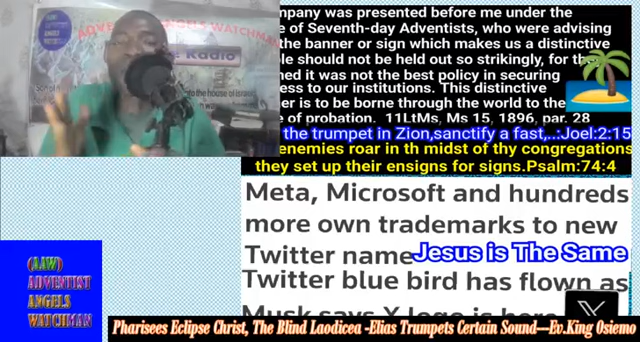 mpany was presented before me under the
e of Seventh-day Adventists, who were advising
the banner or sign which makes us a distinctive
le should not be held out so strikingly, for the
ned it was not the best policy in securing
ess to our institutions. This distinctive
er is to be borne through the world to the
e of probation. 11LtMs, Ms 15, 1896, par. 28
the trumpet in Zion,sanctify a fast,..:Joel:2:15
enemies roar in th midst of thy congregations
they set up their ensigns for signs.Psalm:74:4
Meta, Microsoft and hundreds
more own trademarks to new
Twitter name
Jesus is The Same
Twitter blue bird has flown as
Musk says X logo is here
(AAW)
ADVENTIST
ANGELS
WATCHMAN
Pharisees Eclipse Christ, The Blind Laodicea -Elias Trumpets Certain Sound---Ev.King Osiemo